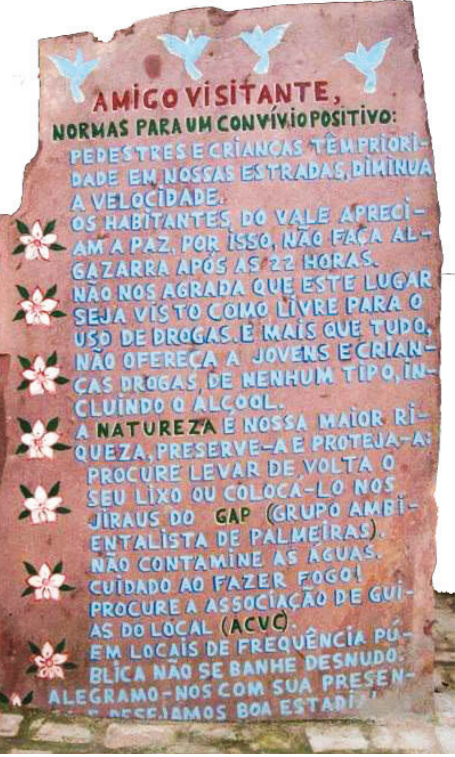 AMIGO VISITANTE,
NORMAS PARA UM CONVÍVIO POSITIVO:
PEDESTRES E CRIANÇAS TÊM PRIORI-
DADE EM NOSSAS ESTRADAS, DIMINUA
A VELOCIDADE.
OS HABITANTES DO VALE APRECI-
AM A PAZ, POR ISSO, NÃO FAÇA AL-
GAZARRA APÓS AS 22 HORAS.
NÃO NOS AGRADA QUE ESTE LUGAR
SEJA VISTO COMO LIVRE PARA O
USO DE DROGAS. E MAIS QUE TUDO,
NÃO OFEREÇA A JOVENS E CRIAN-
ÇAS DROGAS, DE NENHUM TIPO, IN-
CLUINDO O ALCOOL.
A NATUREZA É NOSSA MAIOR RI-
QUEZA, PRESERVE-A E PROTEJA-A:
PROCURE LEVAR DE VOLTA O
SEU LIXO OU COLOCÁ-LO NOS
JIRAUS DO GAP (GRUPO AMBI-
ENTALISTA DE PALMEIRAS).
NÃO CONTAMINE AS ÁGUAS.
CUIDADO AO FAZER FOGO!
PROCURE A ASSOCIAÇÃO DE GUI-
AS DO LOCAL (ACVC).
EM LOCAIS DE FREQUÊNCIA PÚ-
BLICA NÃO SE BANHE DESNUDO.
ALEGRAMO-NOS COM SUA PRESEN-
E DESEJAMOS BOA ESTADIA